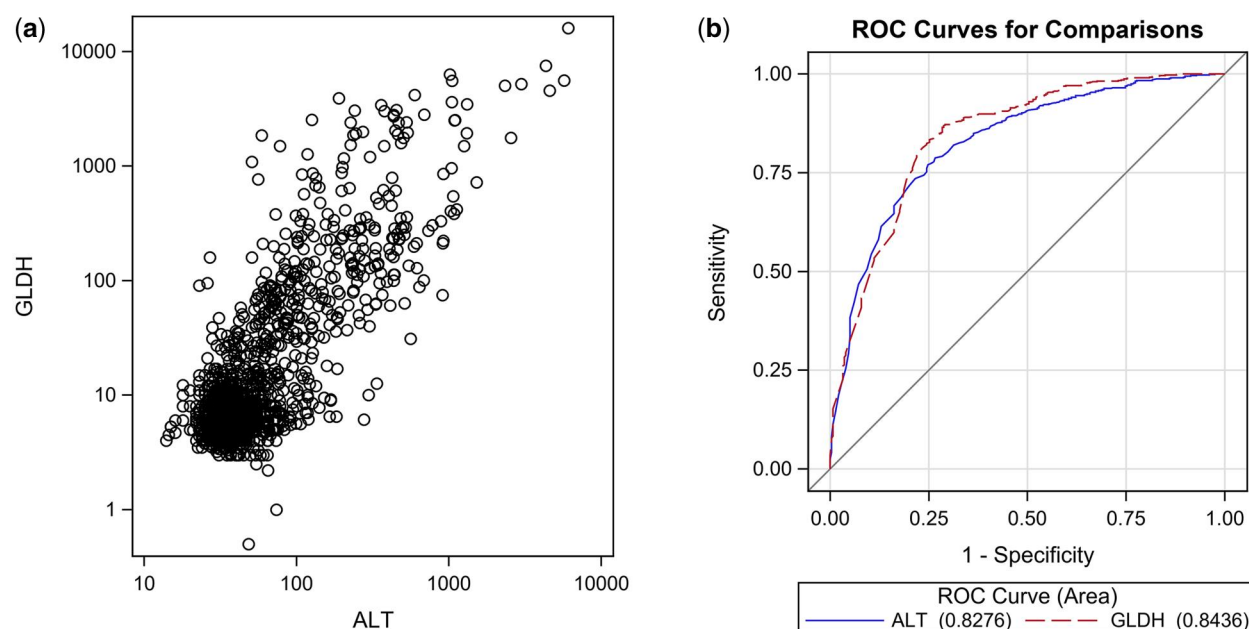 (a)
10000
1000
100
10
1
GLDH
10 100 1000 10000
ALT
(b)
ROC Curves for Comparisons
1.00
0.75
0.50
0.25
0.00
Sensitivity
0.00 0.25 0.50 0.75 1.00
1 - Specificity
ROC Curve (Area)
ALT (0.8276) GLDH (0.8436)